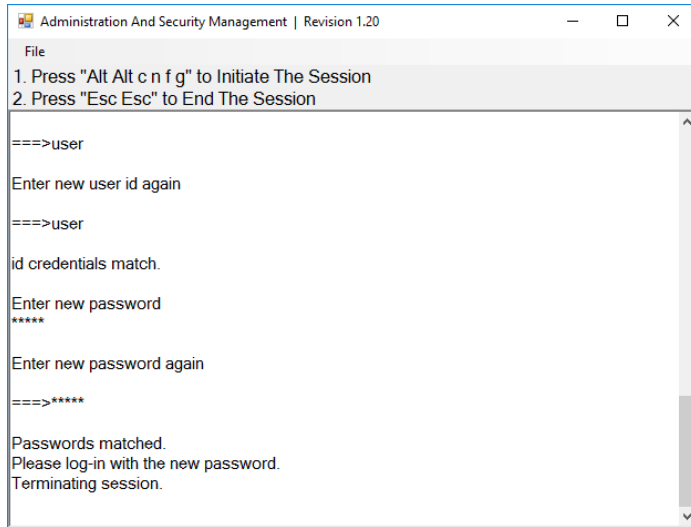 Administration And Security Management | Revision 1.20
File
1. Press "Alt Alt c n f g" to Initiate The Session
2. Press "Esc Esc" to End The Session
===>user
Enter new user id again
===>user
id credentials match.
Enter new password
*****
Enter new password again
===>*****
Passwords matched.
Please log-in with the new password.
Terminating session.